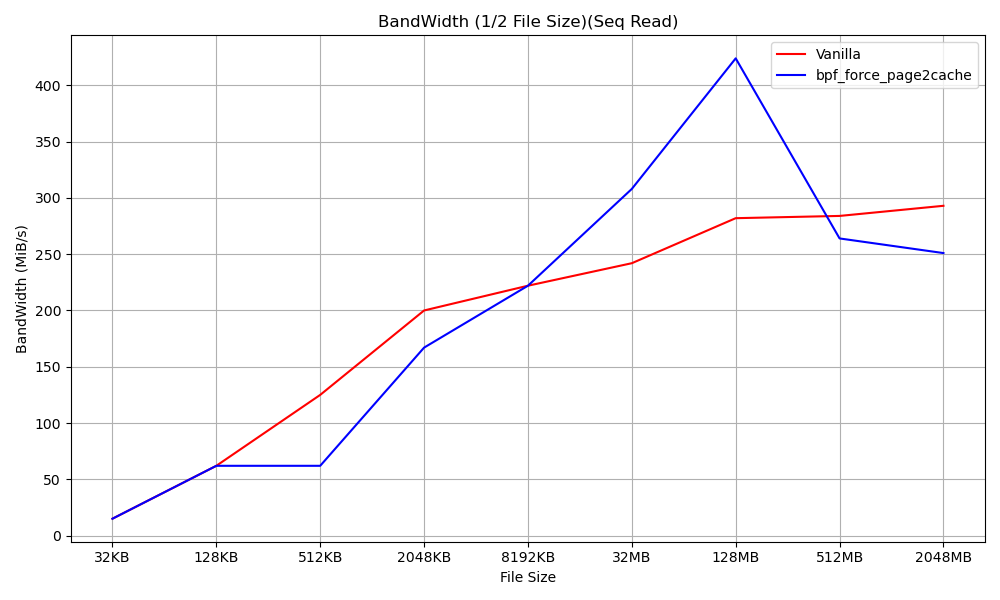 BandWidth (1/2 File Size)(Seq Read)
Vanilla
bpf_force_page2cache
BandWidth (MiB/s)
400
350
300
250
200
150
100
50
0
32KB 128KB 512KB 2048KB 8192KB 32MB 128MB 512MB 2048MB
File Size